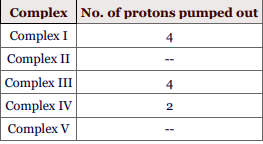 Complex No. of protons pumped out
Complex I 4
Complex II --
Complex III 4
Complex IV 2
Complex V --